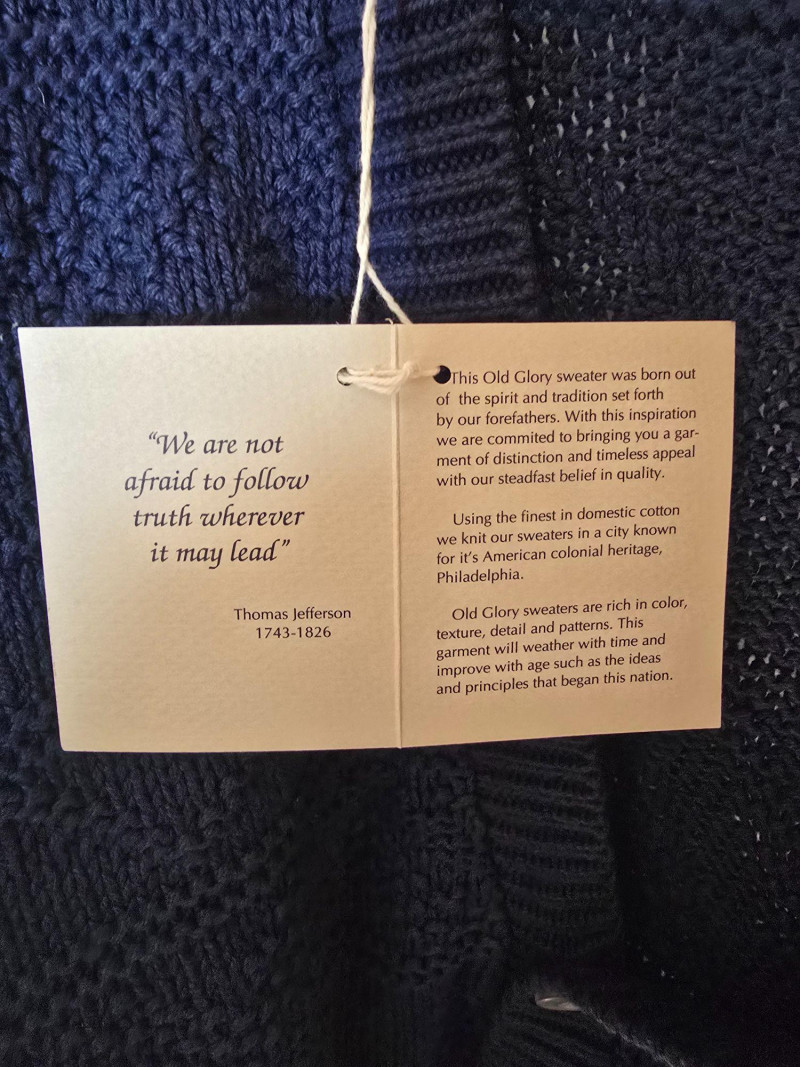 “We are not
afraid to follow
truth wherever
it may lead”
Thomas Jefferson
1743-1826
This Old Glory sweater was born out
of the spirit and tradition set forth
by our forefathers. With this inspiration
we are commited to bringing you a gar-
ment of distinction and timeless appeal
with our steadfast belief in quality.
Using the finest in domestic cotton
we knit our sweaters in a city known
for it's American colonial heritage,
Philadelphia.
Old Glory sweaters are rich in color,
texture, detail and patterns. This
garment will weather with time and
improve with age such as the ideas
and principles that began this nation.